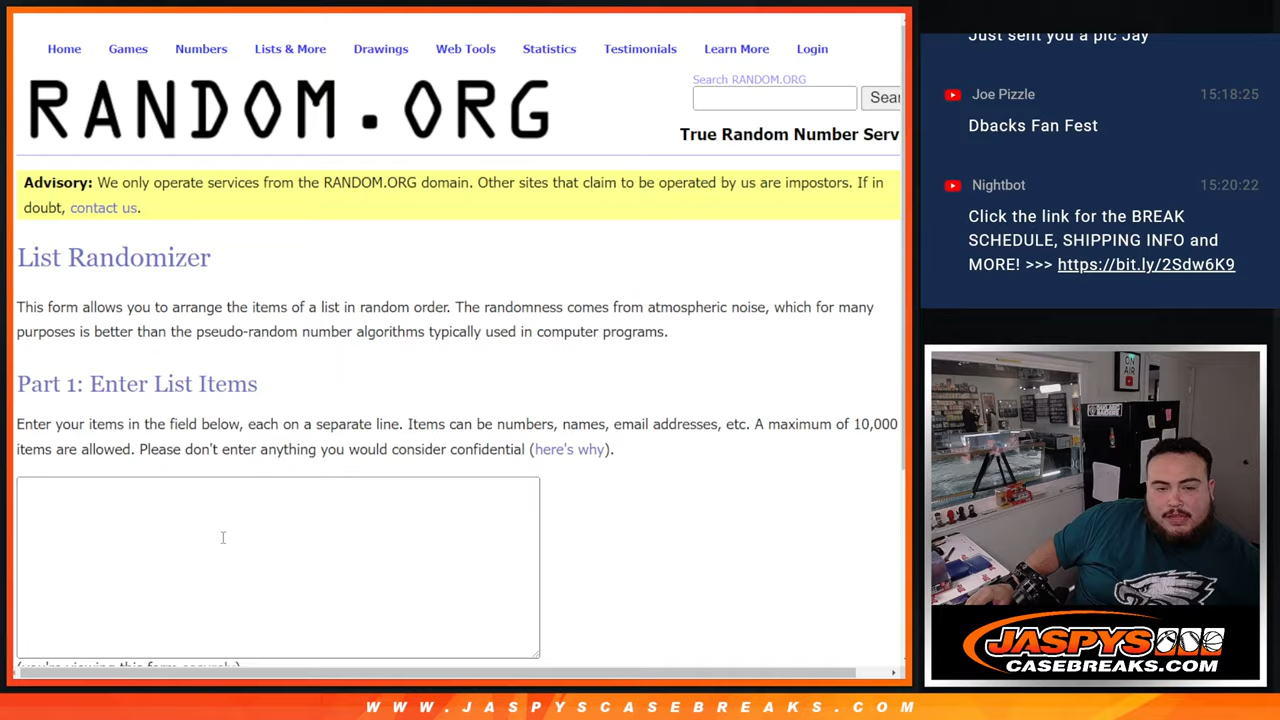 Home Games Numbers Lists & More Drawings Web Tools Statistics Testimonials Learn More Login
RANDOM.ORG
Search RANDOM.ORG
Sear
True Random Number Serv
Advisory: We only operate services from the RANDOM.ORG domain. Other sites that claim to be operated by us are impostors. If in
doubt, contact us.
List Randomizer
This form allows you to arrange the items of a list in random order. The randomness comes from atmospheric noise, which for many
purposes is better than the pseudo-random number algorithms typically used in computer programs.
Part 1: Enter List Items
Enter your items in the field below, each on a separate line. Items can be numbers, names, email addresses, etc. A maximum of 10,000
items are allowed. Please don't enter anything you would consider confidential (here's why).
(you're viewing this form securely)
Just sent you a pic Jay
Joe Pizzle 15:18:25
Dbacks Fan Fest
Nightbot 15:20:22
Click the link for the BREAK
SCHEDULE, SHIPPING INFO and
MORE! >>> https://bit.ly/2Sdw6K9
ON
AIR
JASPYS
CASEBREAKS.COM
WWW.JASPYSCASEBREAKS.COM